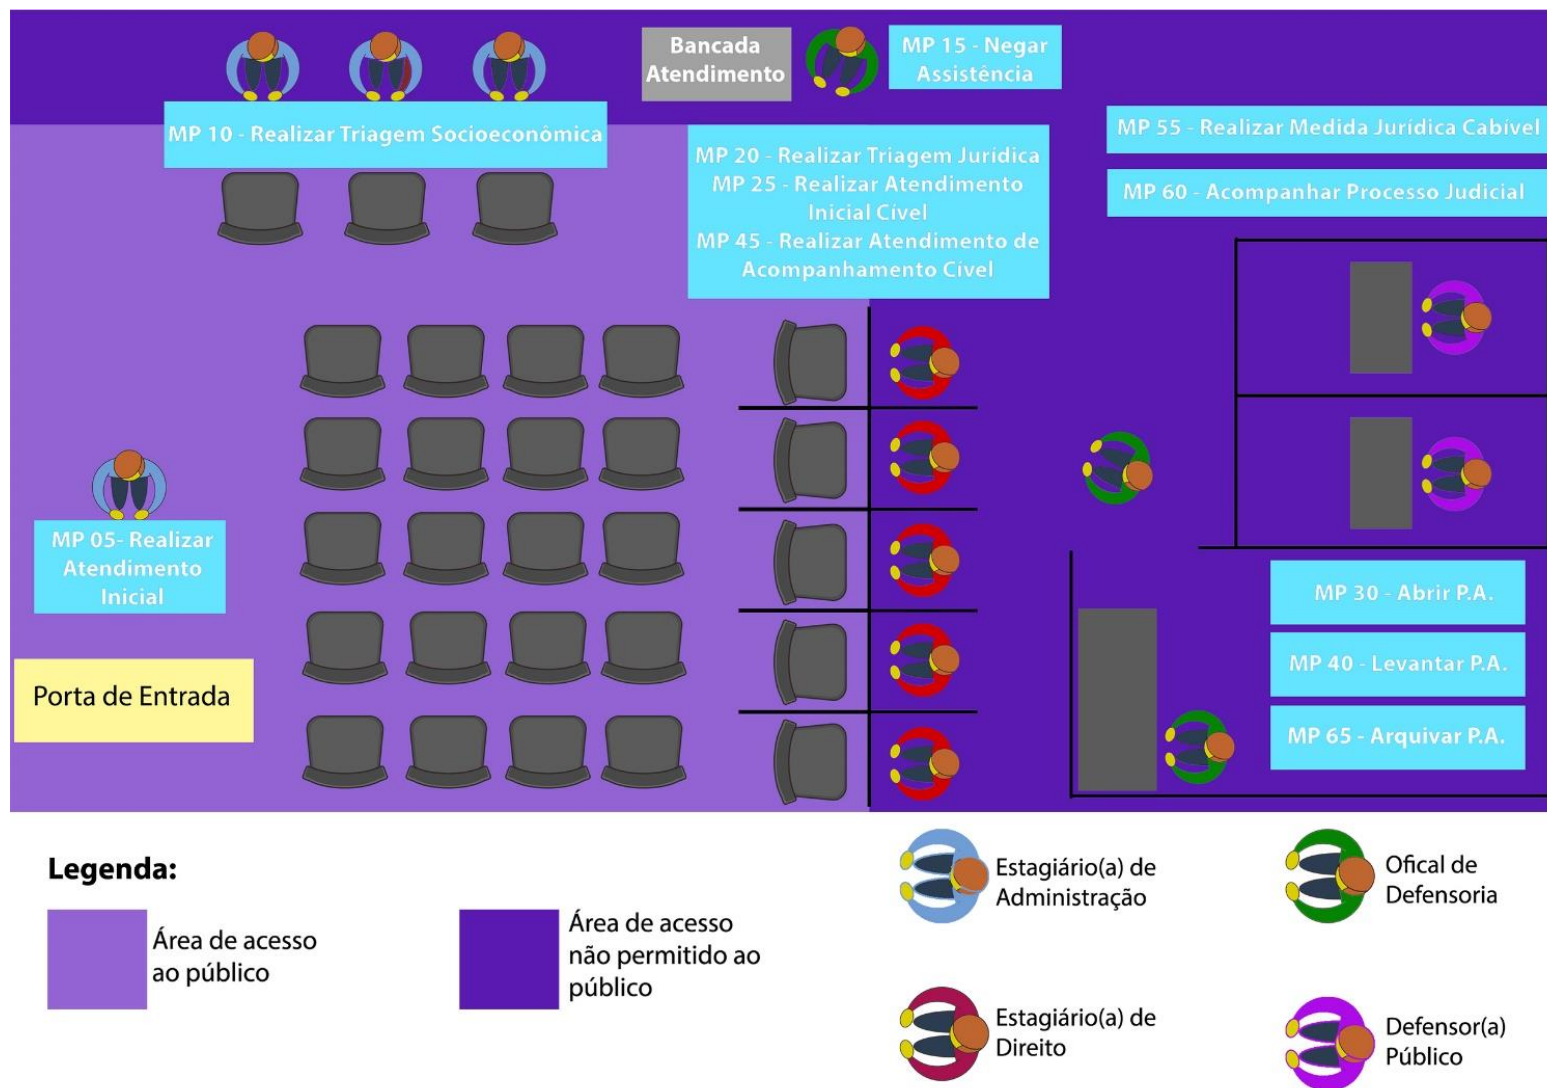 Bancada
Atendimento
MP 15 - Negar
Assistência
MP 10 - Realizar Triagem Socioeconômica
MP 55 - Realizar Medida Jurídica Cabível
MP 20 - Realizar Triagem Jurídica
MP 25 - Realizar Atendimento
Inicial Cível
MP 45 - Realizar Atendimento de
Acompanhamento Cível
MP 60 - Acompanhar Processo Judicial
MP 05- Realizar
Atendimento
Inicial
MP 30 - Abrir P.A.
MP 40 - Levantar P.A.
MP 65 - Arquivar P.A.
Porta de Entrada
Legenda:
Área de acesso
ao público
Área de acesso
não permitido ao
público
Estagiário(a) de
Administração
Ofical de
Defensoria
Estagiário(a) de
Direito
Defensor(a)
Público